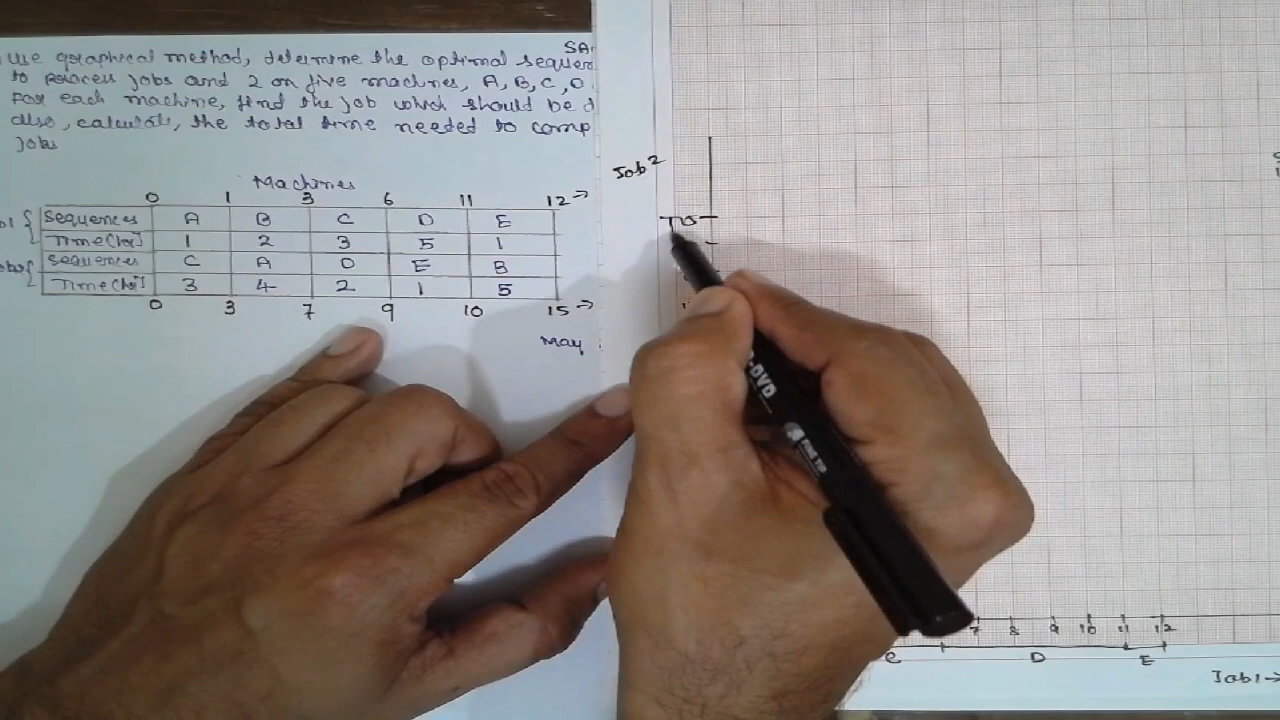 SA
Use graphical method, determine the optimal sequen
to process jobs and 2 on five machines, A, B, C, D
For each machine, find the job which should be d
also, calculate, the total time needed to comp
jobs
Machines
0 1 3 6 11 12 →
Sequences A B C D E
Time (hr) 1 2 3 5 1
Sequences C A D E B
Time (hr) 3 4 2 1 5
0 3 7 9 10 15 →
May
Job 2
15
7 8 9 10 11 12
C D E
Job 1 →
P-DVD
FINE TIP